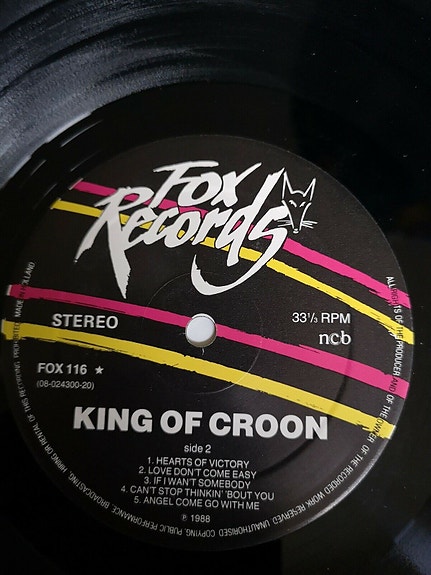 Fox
Records
STEREO
33⅓ RPM
ncb
FOX 116 ★
(08-024300-20)
KING OF CROON
side 2
1. HEARTS OF VICTORY
2. LOVE DON'T COME EASY
3. IF I WAN'T SOMEBODY
4. CAN'T STOP THINKIN' 'BOUT YOU
5. ANGEL COME GO WITH ME
℗ 1988
ALL RIGHTS OF THE PRODUCER AND OF THE OWNER OF THE RECORDED WORK RESERVED UNAUTHORISED COPYING, PUBLIC PERFORMANCE, BROADCASTING, HIRING OR RENTAL OF THIS RECORDING PROHIBITED MADE IN HOLLAND